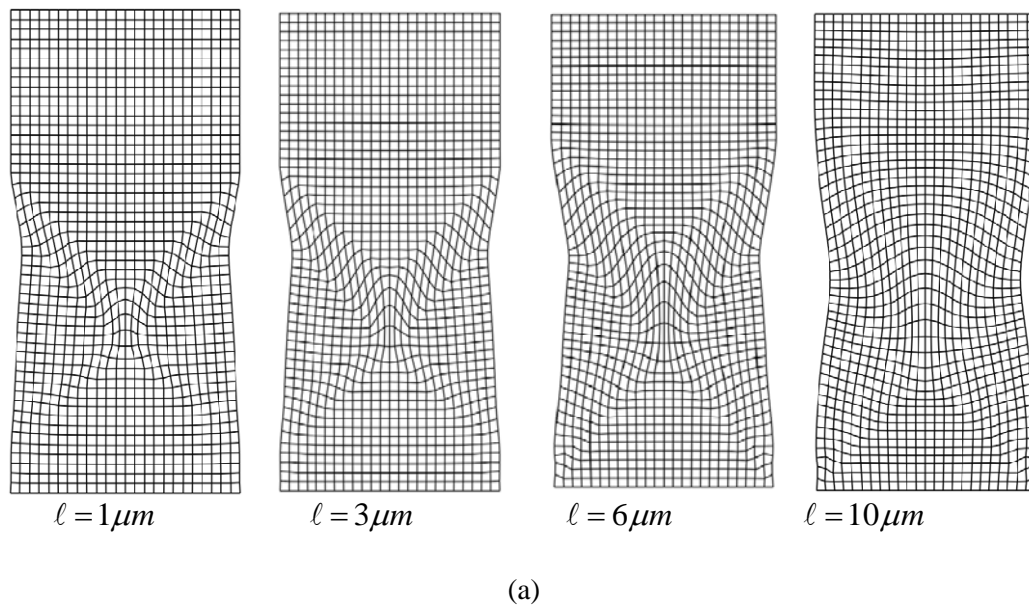 ℓ = 1μm ℓ = 3μm ℓ = 6μm ℓ = 10μm
(a)